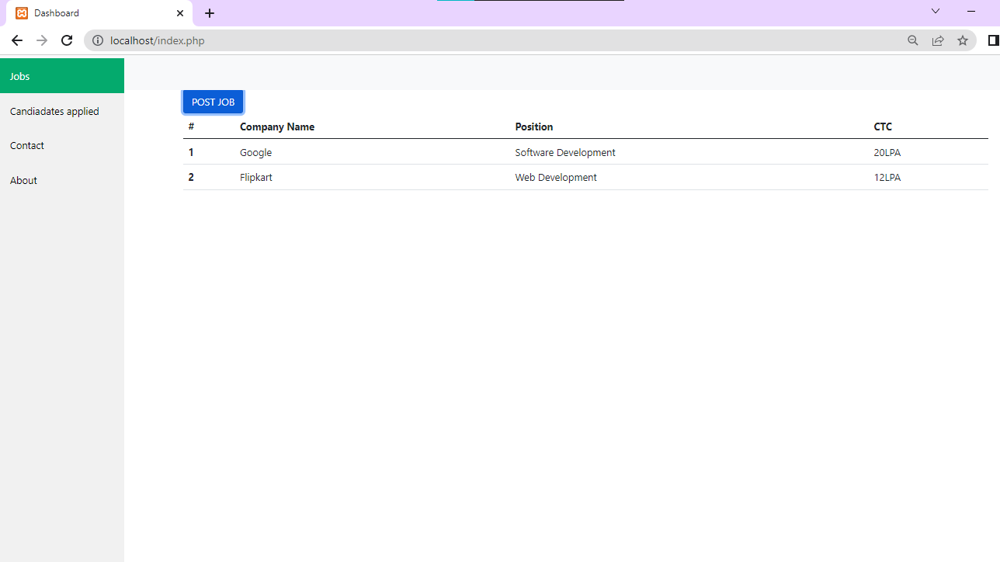 Dashboard
localhost/index.php
Jobs
Candiadates applied
Contact
About
POST JOB
# Company Name Position CTC
1 Google Software Development 20LPA
2 Flipkart Web Development 12LPA